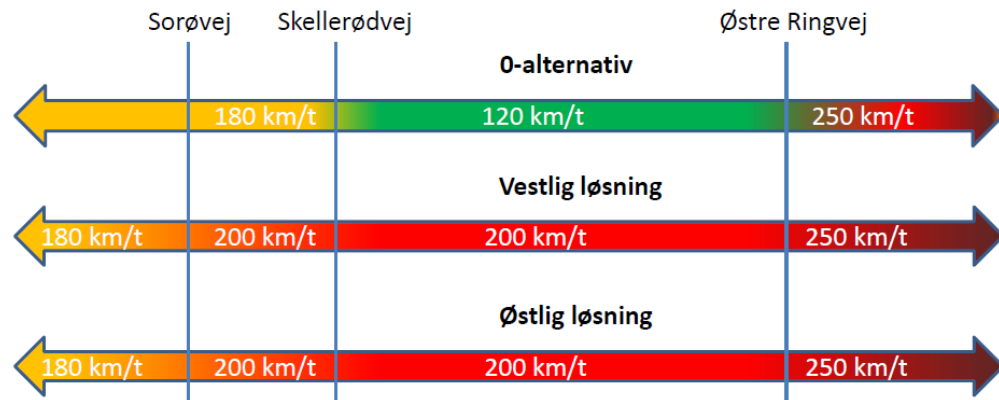 Sorøvej Skellerødvej Østre Ringvej
0-alternativ
180 km/t 120 km/t 250 km/t
Vestlig løsning
180 km/t 200 km/t 200 km/t 250 km/t
Østlig løsning
180 km/t 200 km/t 200 km/t 250 km/t